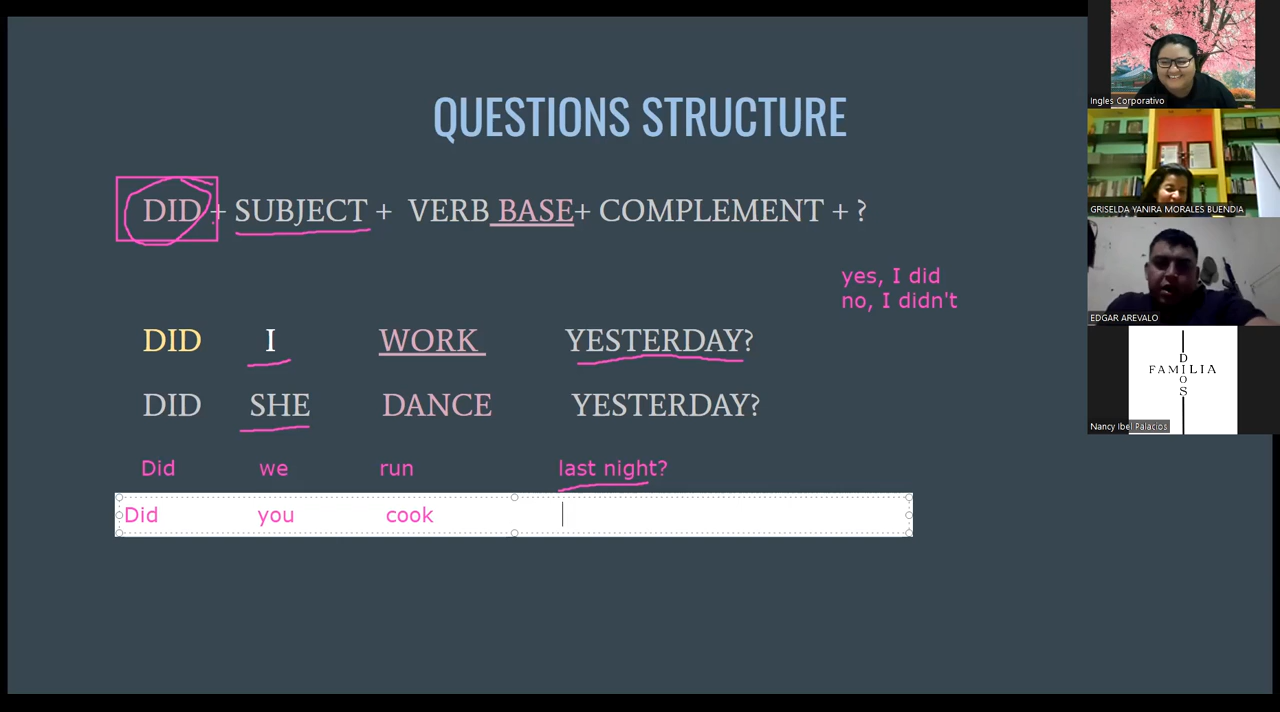 QUESTIONS STRUCTURE
DID + SUBJECT + VERB BASE + COMPLEMENT + ?
yes, I did
no, I didn't
DID I WORK YESTERDAY?
DID SHE DANCE YESTERDAY?
Did we run last night?
Did you cook
Ingles Corporativo
GRISELDA YANIRA MORALES BUENDIA
EDGAR AREVALO
D
FAMILIA
O
S
Nancy Ibel Palacios